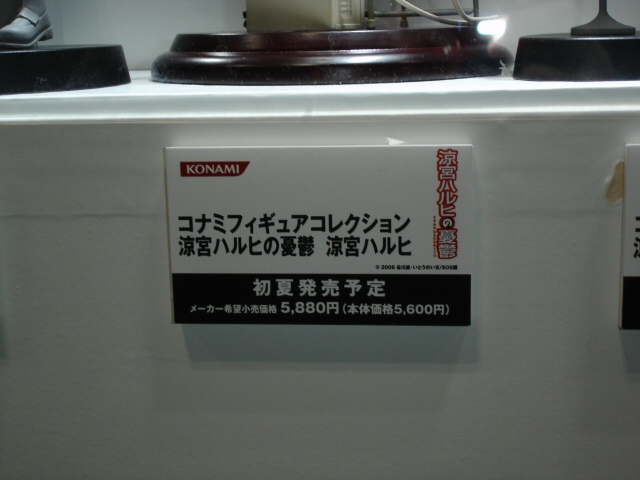 KONAMI
涼宮ハルヒの憂鬱
コナミフィギュアコレクション
涼宮ハルヒの憂鬱 涼宮ハルヒ
初夏発売予定
メーカー希望小売価格 5,880円(本体価格5,600円)